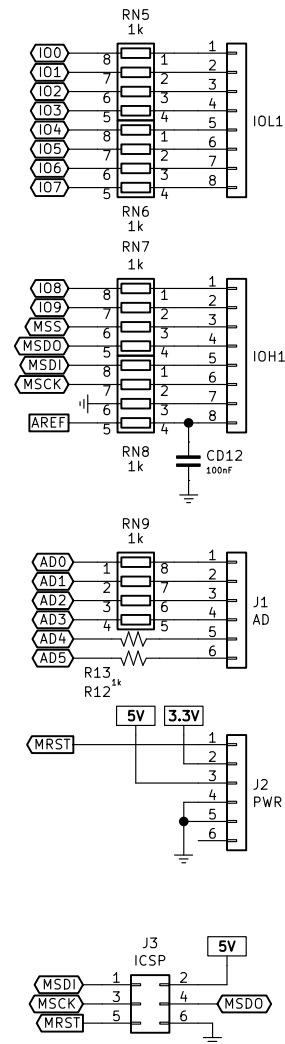 RN5
1k
IO0 8 1 1
IO1 7 2 2
IO2 6 3 3
IO3 5 4 4
IO4 8 1 5 IOL1
IO5 7 2 6
IO6 6 3 7
IO7 5 4 8
RN6
1k
RN7
1k
IO8 8 1 1
IO9 7 2 2
MSS 6 3 3
MSDO 5 4 4
MSDI 8 1 5 IOH1
MSCK 7 2 6
6 3 7
AREF 5 4 8
RN8
1k
CD12
100nF
RN9
1k
AD0 1 8 1
AD1 2 7 2
AD2 3 6 3 J1
AD3 4 5 4 AD
AD4 5
AD5 6
R13
R12 1k
5V 3.3V
MRST 1
2
3 J2
4 PWR
5
6
J3
ICSP
5V
MSDI 1 2
MSCK 3 4 MSDO
MRST 5 6